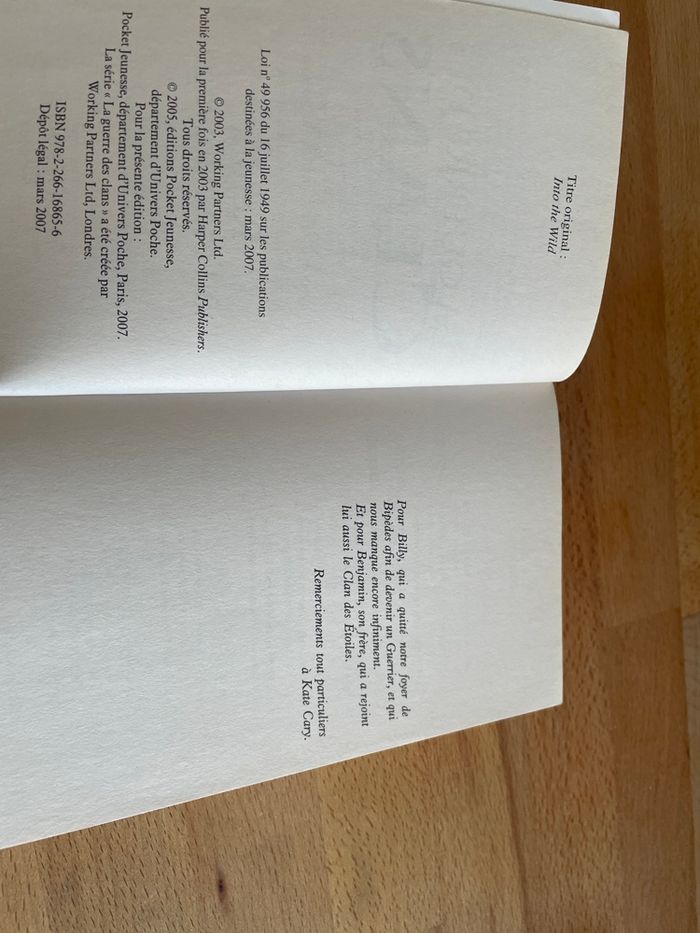 Titre original :
Into the Wild
Loi n° 49 956 du 16 juillet 1949 sur les publications
destinées à la jeunesse : mars 2007.
© 2003, Working Partners Ltd.
Publié pour la première fois en 2003 par Harper Collins Publishers.
Tous droits réservés.
© 2005, éditions Pocket Jeunesse,
département d'Univers Poche.
Pour la présente édition :
Pocket Jeunesse, département d'Univers Poche, Paris, 2007.
La série « La guerre des clans » a été créée par
Working Partners Ltd, Londres.
ISBN 978-2-266-16865-6
Dépôt légal : mars 2007
Pour Billy, qui a quitté notre foyer de
Bipèdes afin de devenir un Guerrier, et qui
nous manque encore infiniment.
Et pour Benjamin, son frère, qui a rejoint
lui aussi le Clan des Étoiles.
Remerciements tout particuliers
à Kate Cary.